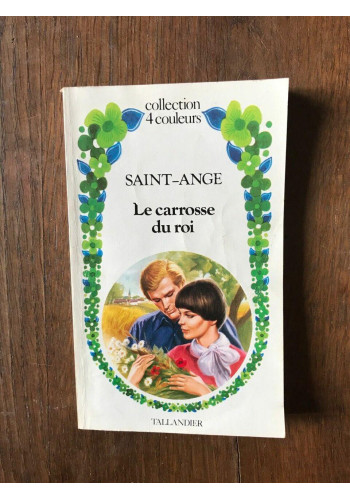 collection
4 couleurs
SAINT-ANGE
Le carrosse
du roi
TALLANDIER